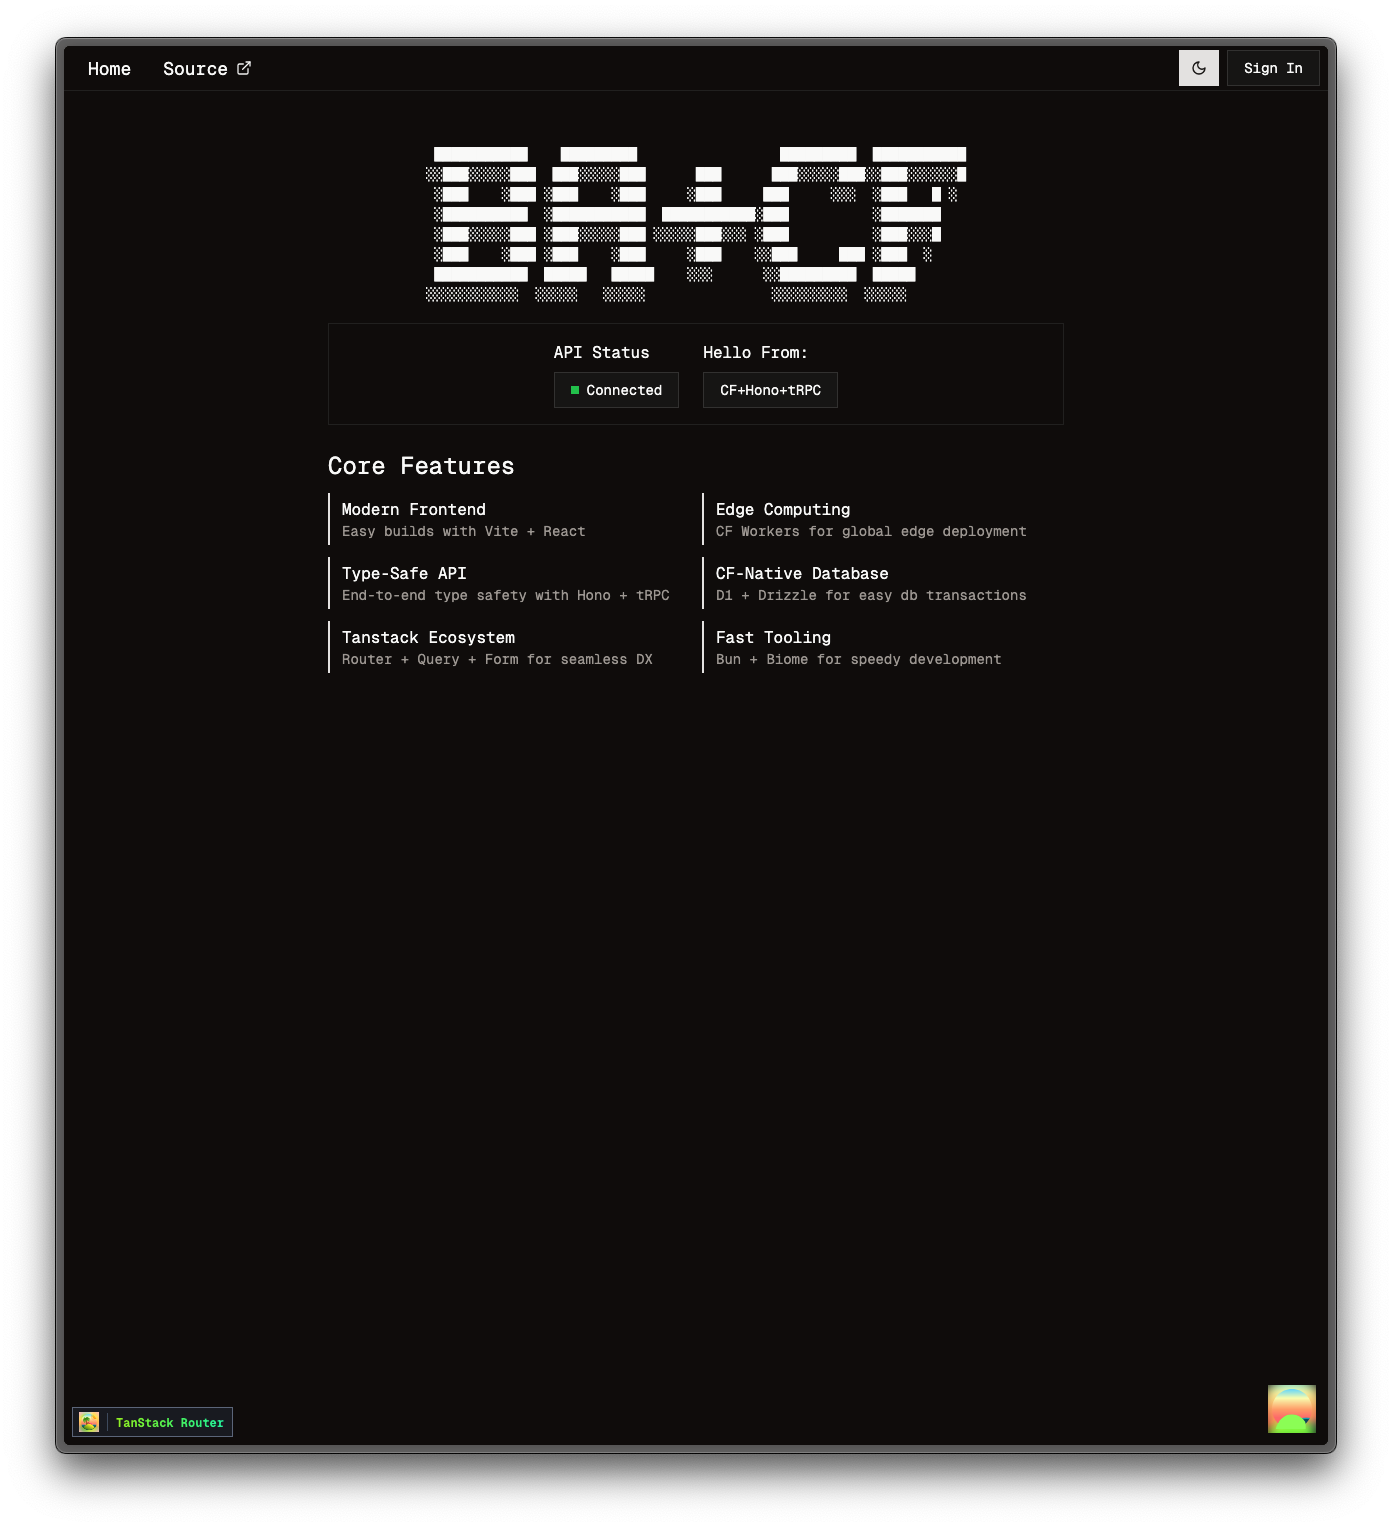 Home Source Sign In
BA+CF
API Status Hello From:
Connected CF+Hono+tRPC
Core Features
Modern Frontend
Easy builds with Vite + React
Edge Computing
CF Workers for global edge deployment
Type-Safe API
End-to-end type safety with Hono + tRPC
CF-Native Database
D1 + Drizzle for easy db transactions
Tanstack Ecosystem
Router + Query + Form for seamless DX
Fast Tooling
Bun + Biome for speedy development
TanStack Router